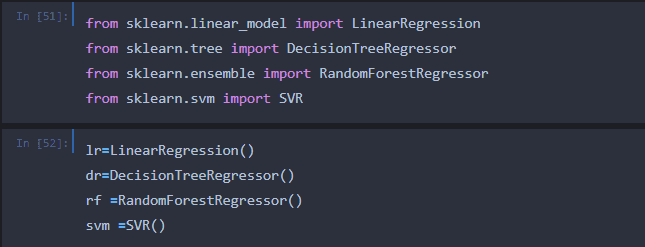 In [51]:
from sklearn.linear_model import LinearRegression
from sklearn.tree import DecisionTreeRegressor
from sklearn.ensemble import RandomForestRegressor
from sklearn.svm import SVR
In [52]:
lr=LinearRegression()
dr=DecisionTreeRegressor()
rf =RandomForestRegressor()
svm =SVR()